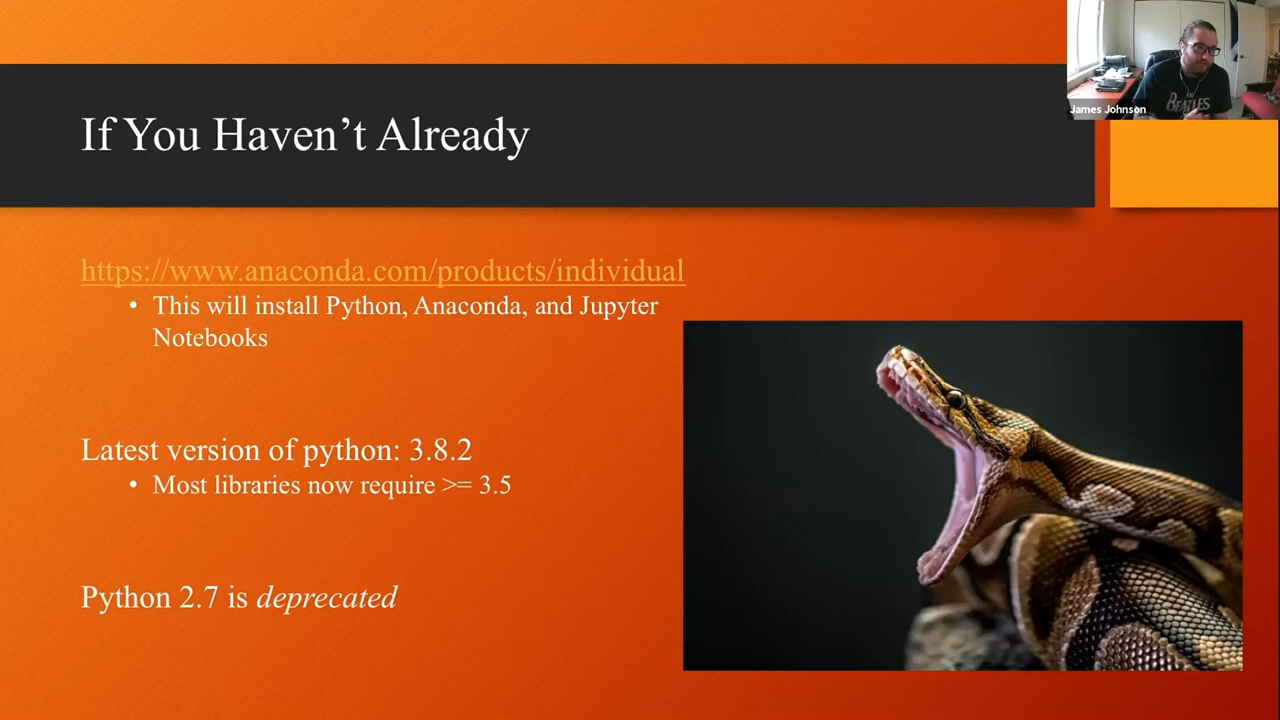 If You Haven’t Already
James Johnson
THE
BEATLES
https://www.anaconda.com/products/individual
• This will install Python, Anaconda, and Jupyter
Notebooks
Latest version of python: 3.8.2
• Most libraries now require >= 3.5
Python 2.7 is deprecated